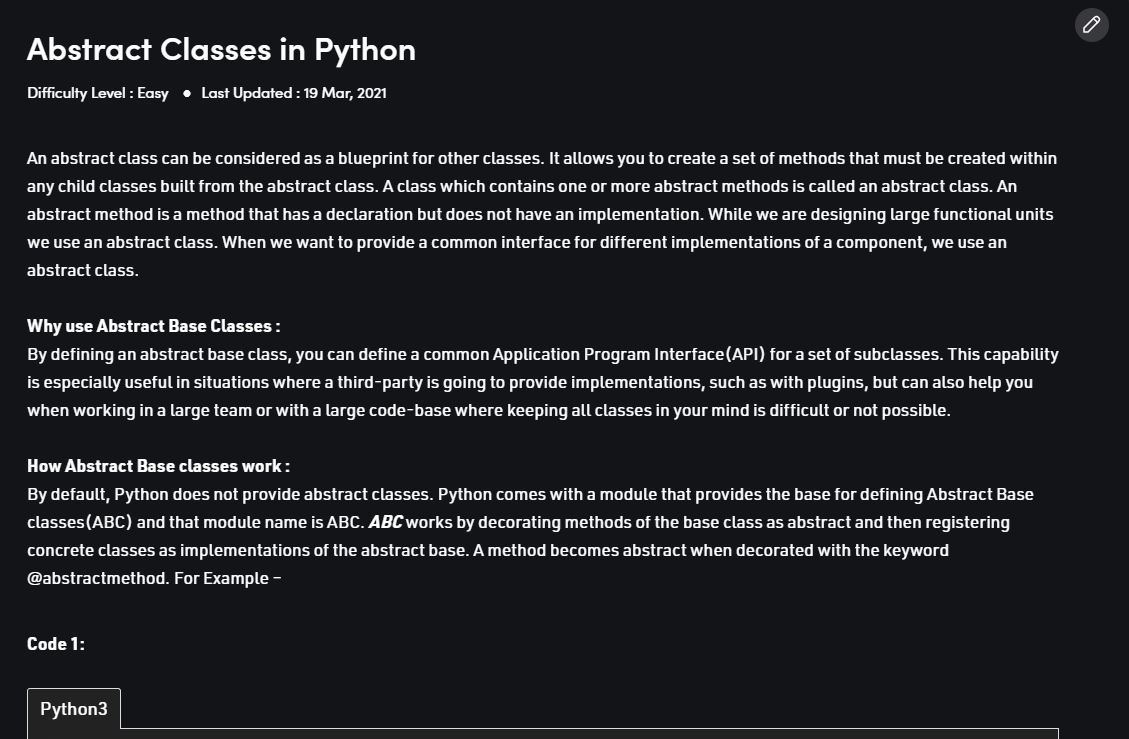 Abstract Classes in Python
Difficulty Level : Easy ● Last Updated : 19 Mar, 2021
An abstract class can be considered as a blueprint for other classes. It allows you to create a set of methods that must be created within
any child classes built from the abstract class. A class which contains one or more abstract methods is called an abstract class. An
abstract method is a method that has a declaration but does not have an implementation. While we are designing large functional units
we use an abstract class. When we want to provide a common interface for different implementations of a component, we use an
abstract class.
Why use Abstract Base Classes :
By defining an abstract base class, you can define a common Application Program Interface(API) for a set of subclasses. This capability
is especially useful in situations where a third-party is going to provide implementations, such as with plugins, but can also help you
when working in a large team or with a large code-base where keeping all classes in your mind is difficult or not possible.
How Abstract Base classes work :
By default, Python does not provide abstract classes. Python comes with a module that provides the base for defining Abstract Base
classes(ABC) and that module name is ABC. ABC works by decorating methods of the base class as abstract and then registering
concrete classes as implementations of the abstract base. A method becomes abstract when decorated with the keyword
@abstractmethod. For Example –
Code 1:
Python3